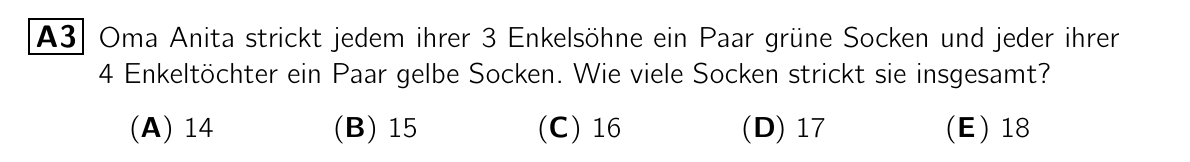 A3 Oma Anita strickt jedem ihrer 3 Enkelsöhne ein Paar grüne Socken und jeder ihrer
4 Enkeltöchter ein Paar gelbe Socken. Wie viele Socken strickt sie insgesamt?
(A) 14 (B) 15 (C) 16 (D) 17 (E) 18